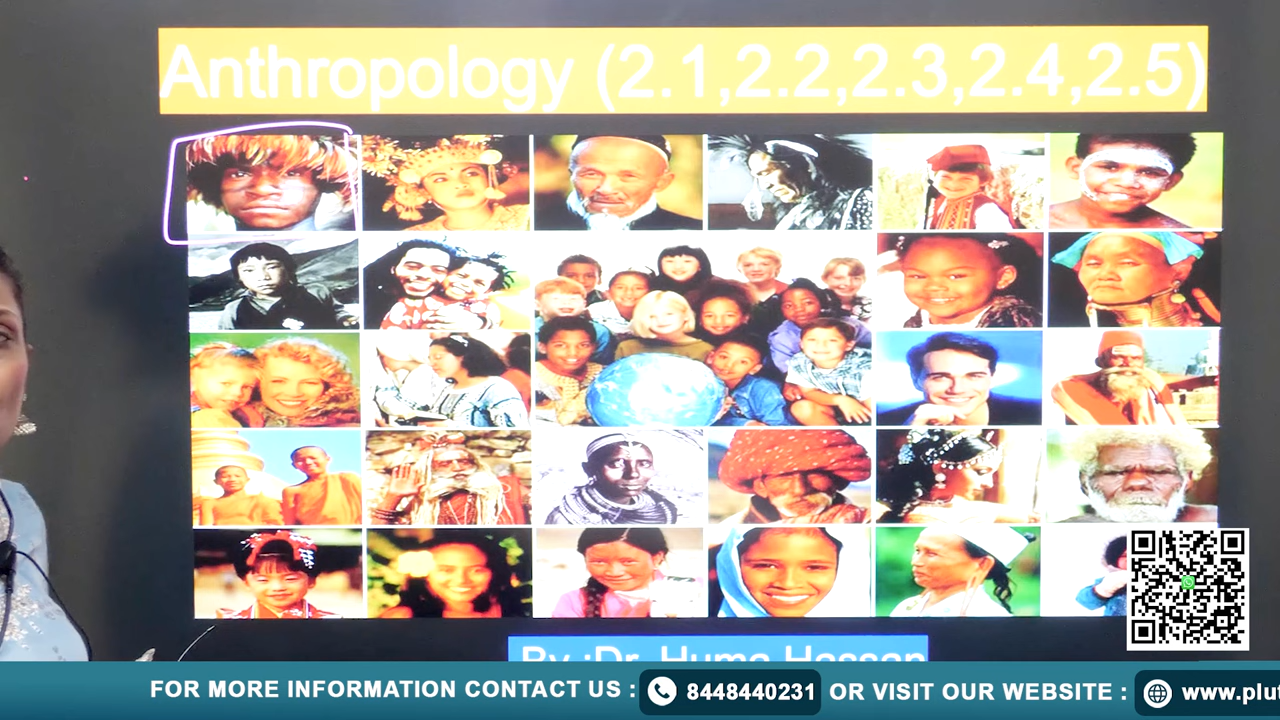 Anthropology (2.1,2.2,2.3,2.4,2.5)
By :Dr. Huma Hassan
FOR MORE INFORMATION CONTACT US : 8448440231 OR VISIT OUR WEBSITE : www.plut